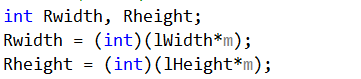 int Rwidth, Rheight;
Rwidth = (int)(lWidth*m);
Rheight = (int)(lHeight*m);